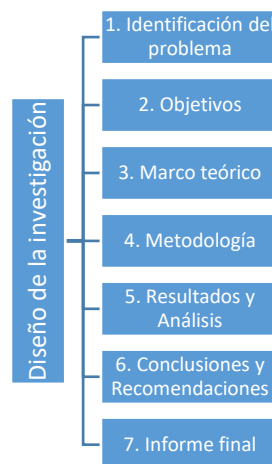 Diseño de la investigación
1. Identificación del
problema
2. Objetivos
3. Marco teórico
4. Metodología
5. Resultados y
Análisis
6. Conclusiones y
Recomendaciones
7. Informe final